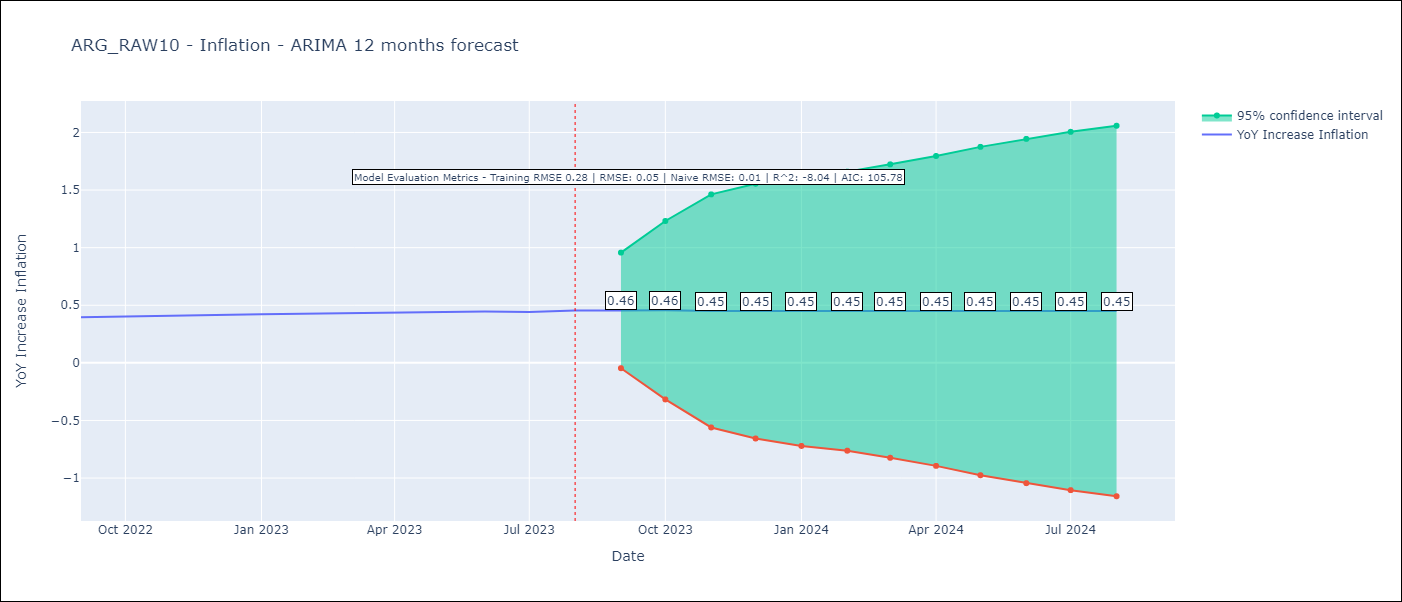 ARG_RAW10 - Inflation - ARIMA 12 months forecast
95% confidence interval
YoY Increase Inflation
Model Evaluation Metrics - Training RMSE 0.28 | RMSE: 0.05 | Naive RMSE: 0.01 | R^2: -8.04 | AIC: 105.78
YoY Increase Inflation
2
1.5
1
0.5
0
−0.5
−1
0.46 0.46 0.45 0.45 0.45 0.45 0.45 0.45 0.45 0.45 0.45 0.45
Oct 2022 Jan 2023 Apr 2023 Jul 2023 Oct 2023 Jan 2024 Apr 2024 Jul 2024
Date